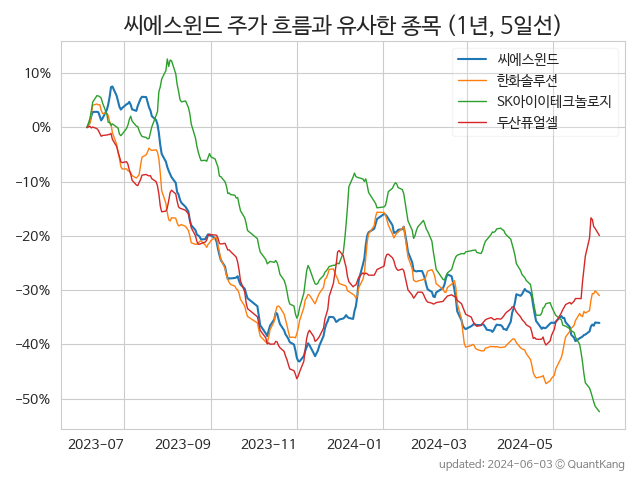 씨에스윈드 주가 흐름과 유사한 종목 (1년, 5일선)
씨에스윈드
한화솔루션
SK아이이테크놀로지
두산퓨얼셀
10%
0%
−10%
−20%
−30%
−40%
−50%
2023-07 2023-09 2023-11 2024-01 2024-03 2024-05
updated: 2024-06-03 © QuantKang